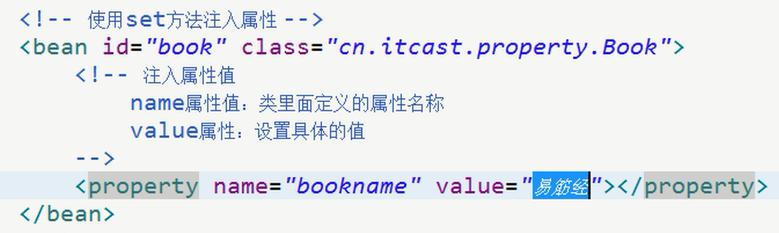 <!-- 使用set方法注入属性 -->
<bean id="book" class="cn.itcast.property.Book">
<!-- 注入属性值
name属性值：类里面定义的属性名称
value属性：设置具体的值
-->
<property name="bookname" value="易筋经"></property>
</bean>